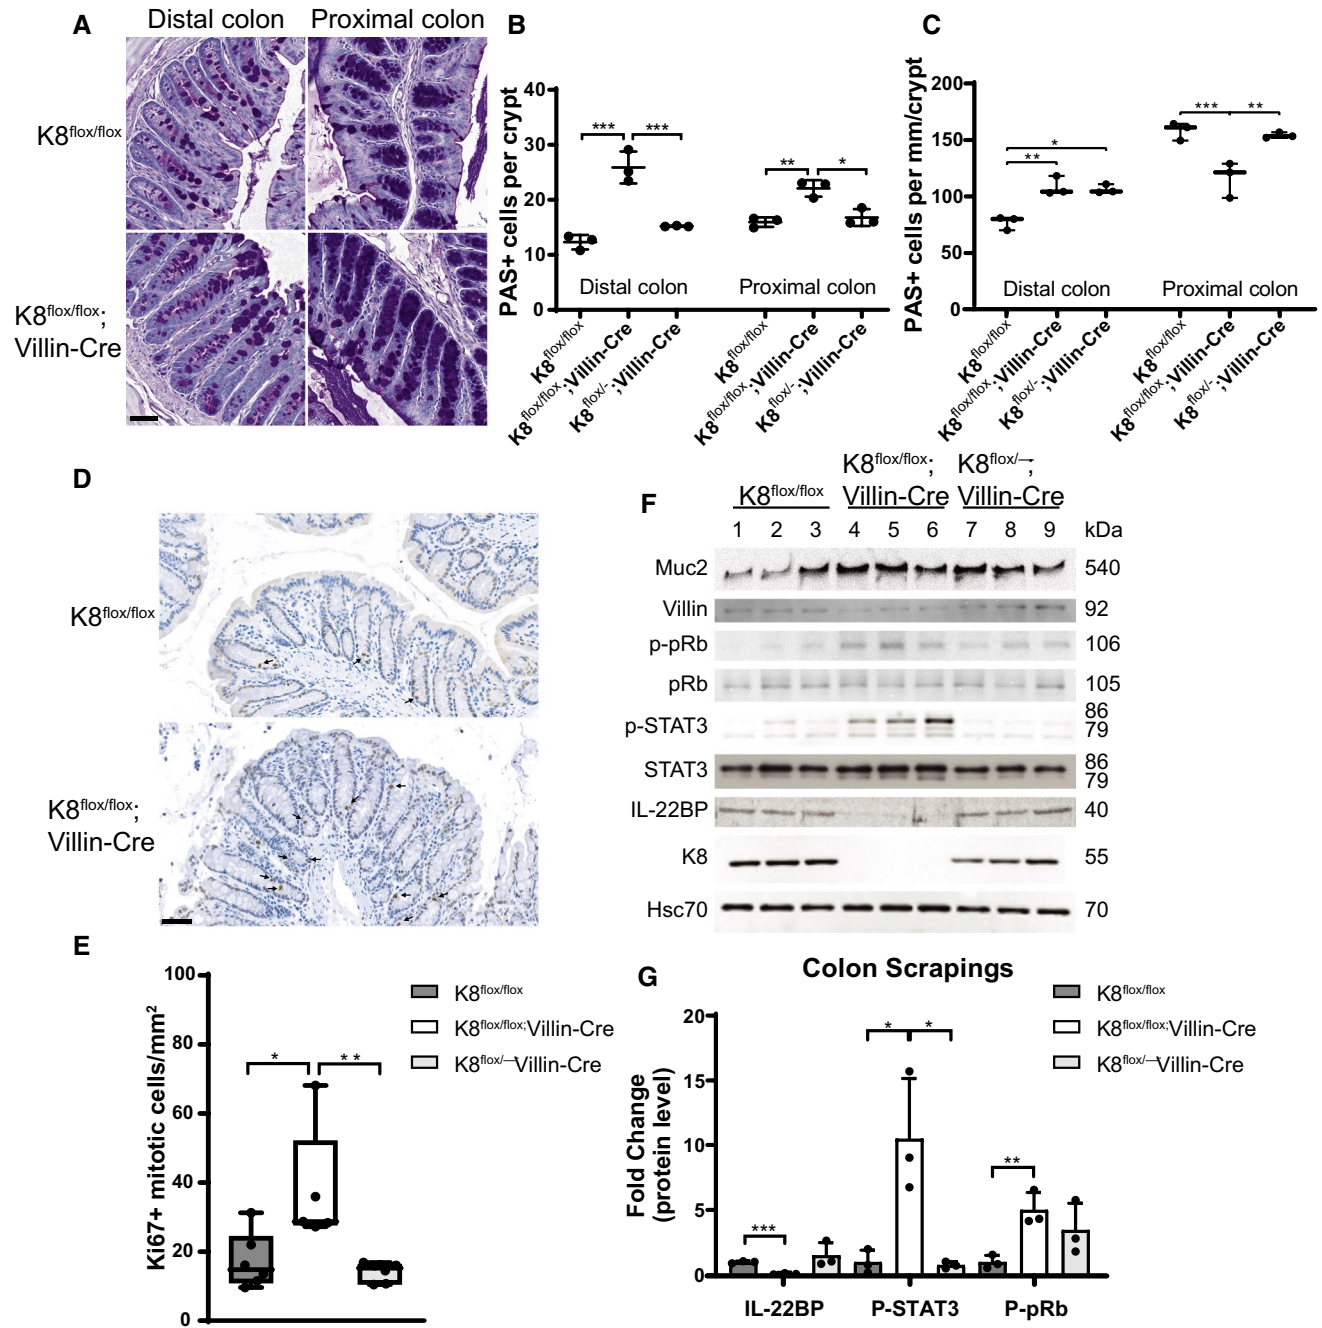 A
Distal colon Proximal colon
K8flox/flox
K8flox/flox;
Villin-Cre
B
PAS+ cells per crypt
40
30
20
10
0
Distal colon
Proximal colon
*** *** ** *
K8flox/flox
K8flox/flox;Villin-Cre
K8flox/-;Villin-Cre
K8flox/flox
K8flox/flox;Villin-Cre
K8flox/-;Villin-Cre
C
PAS+ cells per mm/crypt
200
150
100
50
0
** * *** **
Distal colon
Proximal colon
K8flox/flox
K8flox/flox;Villin-Cre
K8flox/-;Villin-Cre
K8flox/flox
K8flox/flox;Villin-Cre
K8flox/-;Villin-Cre
D
K8flox/flox
K8flox/flox;
Villin-Cre
E
Ki67+ mitotic cells/mm2
100
80
60
40
20
0
* **
K8flox/flox
K8flox/flox;Villin-Cre
K8flox/—Villin-Cre
F
K8flox/flox
K8flox/flox;
Villin-Cre
K8flox/—;
Villin-Cre
1 2 3 4 5 6 7 8 9 kDa
Muc2 540
Villin 92
p-pRb 106
pRb 105
p-STAT3 86
79
STAT3 86
79
IL-22BP 40
K8 55
Hsc70 70
G
Colon Scrapings
Fold Change
(protein level)
20
15
10
5
0
*** * * **
IL-22BP P-STAT3 P-pRb
K8flox/flox
K8flox/flox;Villin-Cre
K8flox/—Villin-Cre